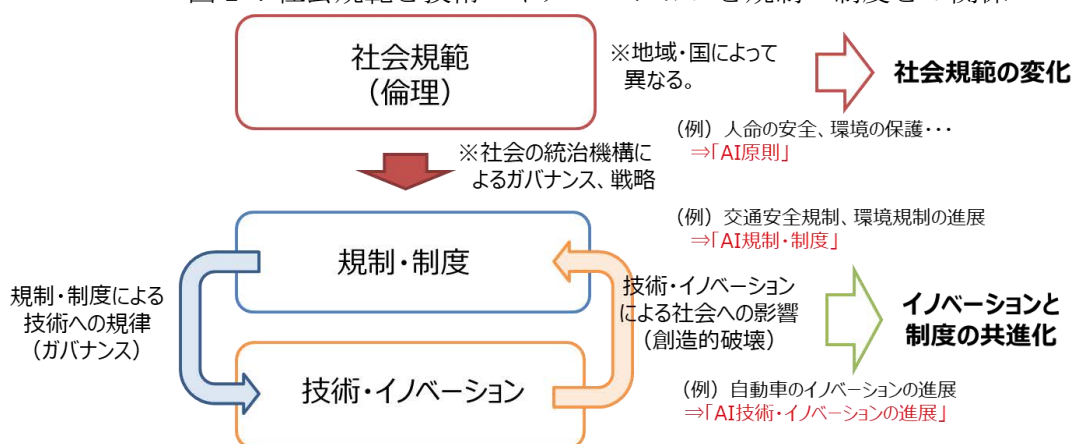 社会規範
（倫理）
※地域・国によって
異なる。
社会規範の変化
（例）人命の安全、環境の保護・・・
⇒「AI原則」
※社会の統治機構に
よるガバナンス、戦略
（例）交通安全規制、環境規制の進展
⇒「AI規制・制度」
規制・制度
規制・制度による
技術への規律
（ガバナンス）
技術・イノベーション
による社会への影響
（創造的破壊）
イノベーションと
制度の共進化
技術・イノベーション
（例）自動車のイノベーションの進展
⇒「AI技術・イノベーションの進展」